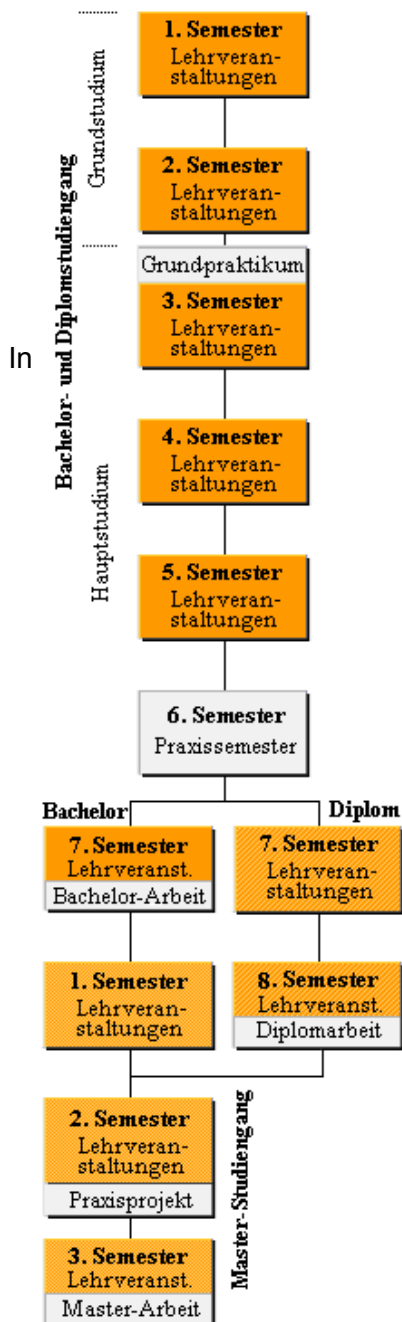 1. Semester
Lehrveran-
staltungen
Grundstudium
2. Semester
Lehrveran-
staltungen
Bachelor- und Diplomstudiengang
Grundpraktikum
3. Semester
Lehrveran-
staltungen
In
4. Semester
Lehrveran-
staltungen
Hauptstudium
5. Semester
Lehrveran-
staltungen
6. Semester
Praxissemester
Bachelor
Diplom
7. Semester
Lehrveranst.
Bachelor-Arbeit
7. Semester
Lehrveran-
staltungen
1. Semester
Lehrveran-
staltungen
8. Semester
Lehrveranst.
Diplomarbeit
2. Semester
Lehrveran-
staltungen
Praxisprojekt
Master-Studiengang
3. Semester
Lehrveranst.
Master-Arbeit